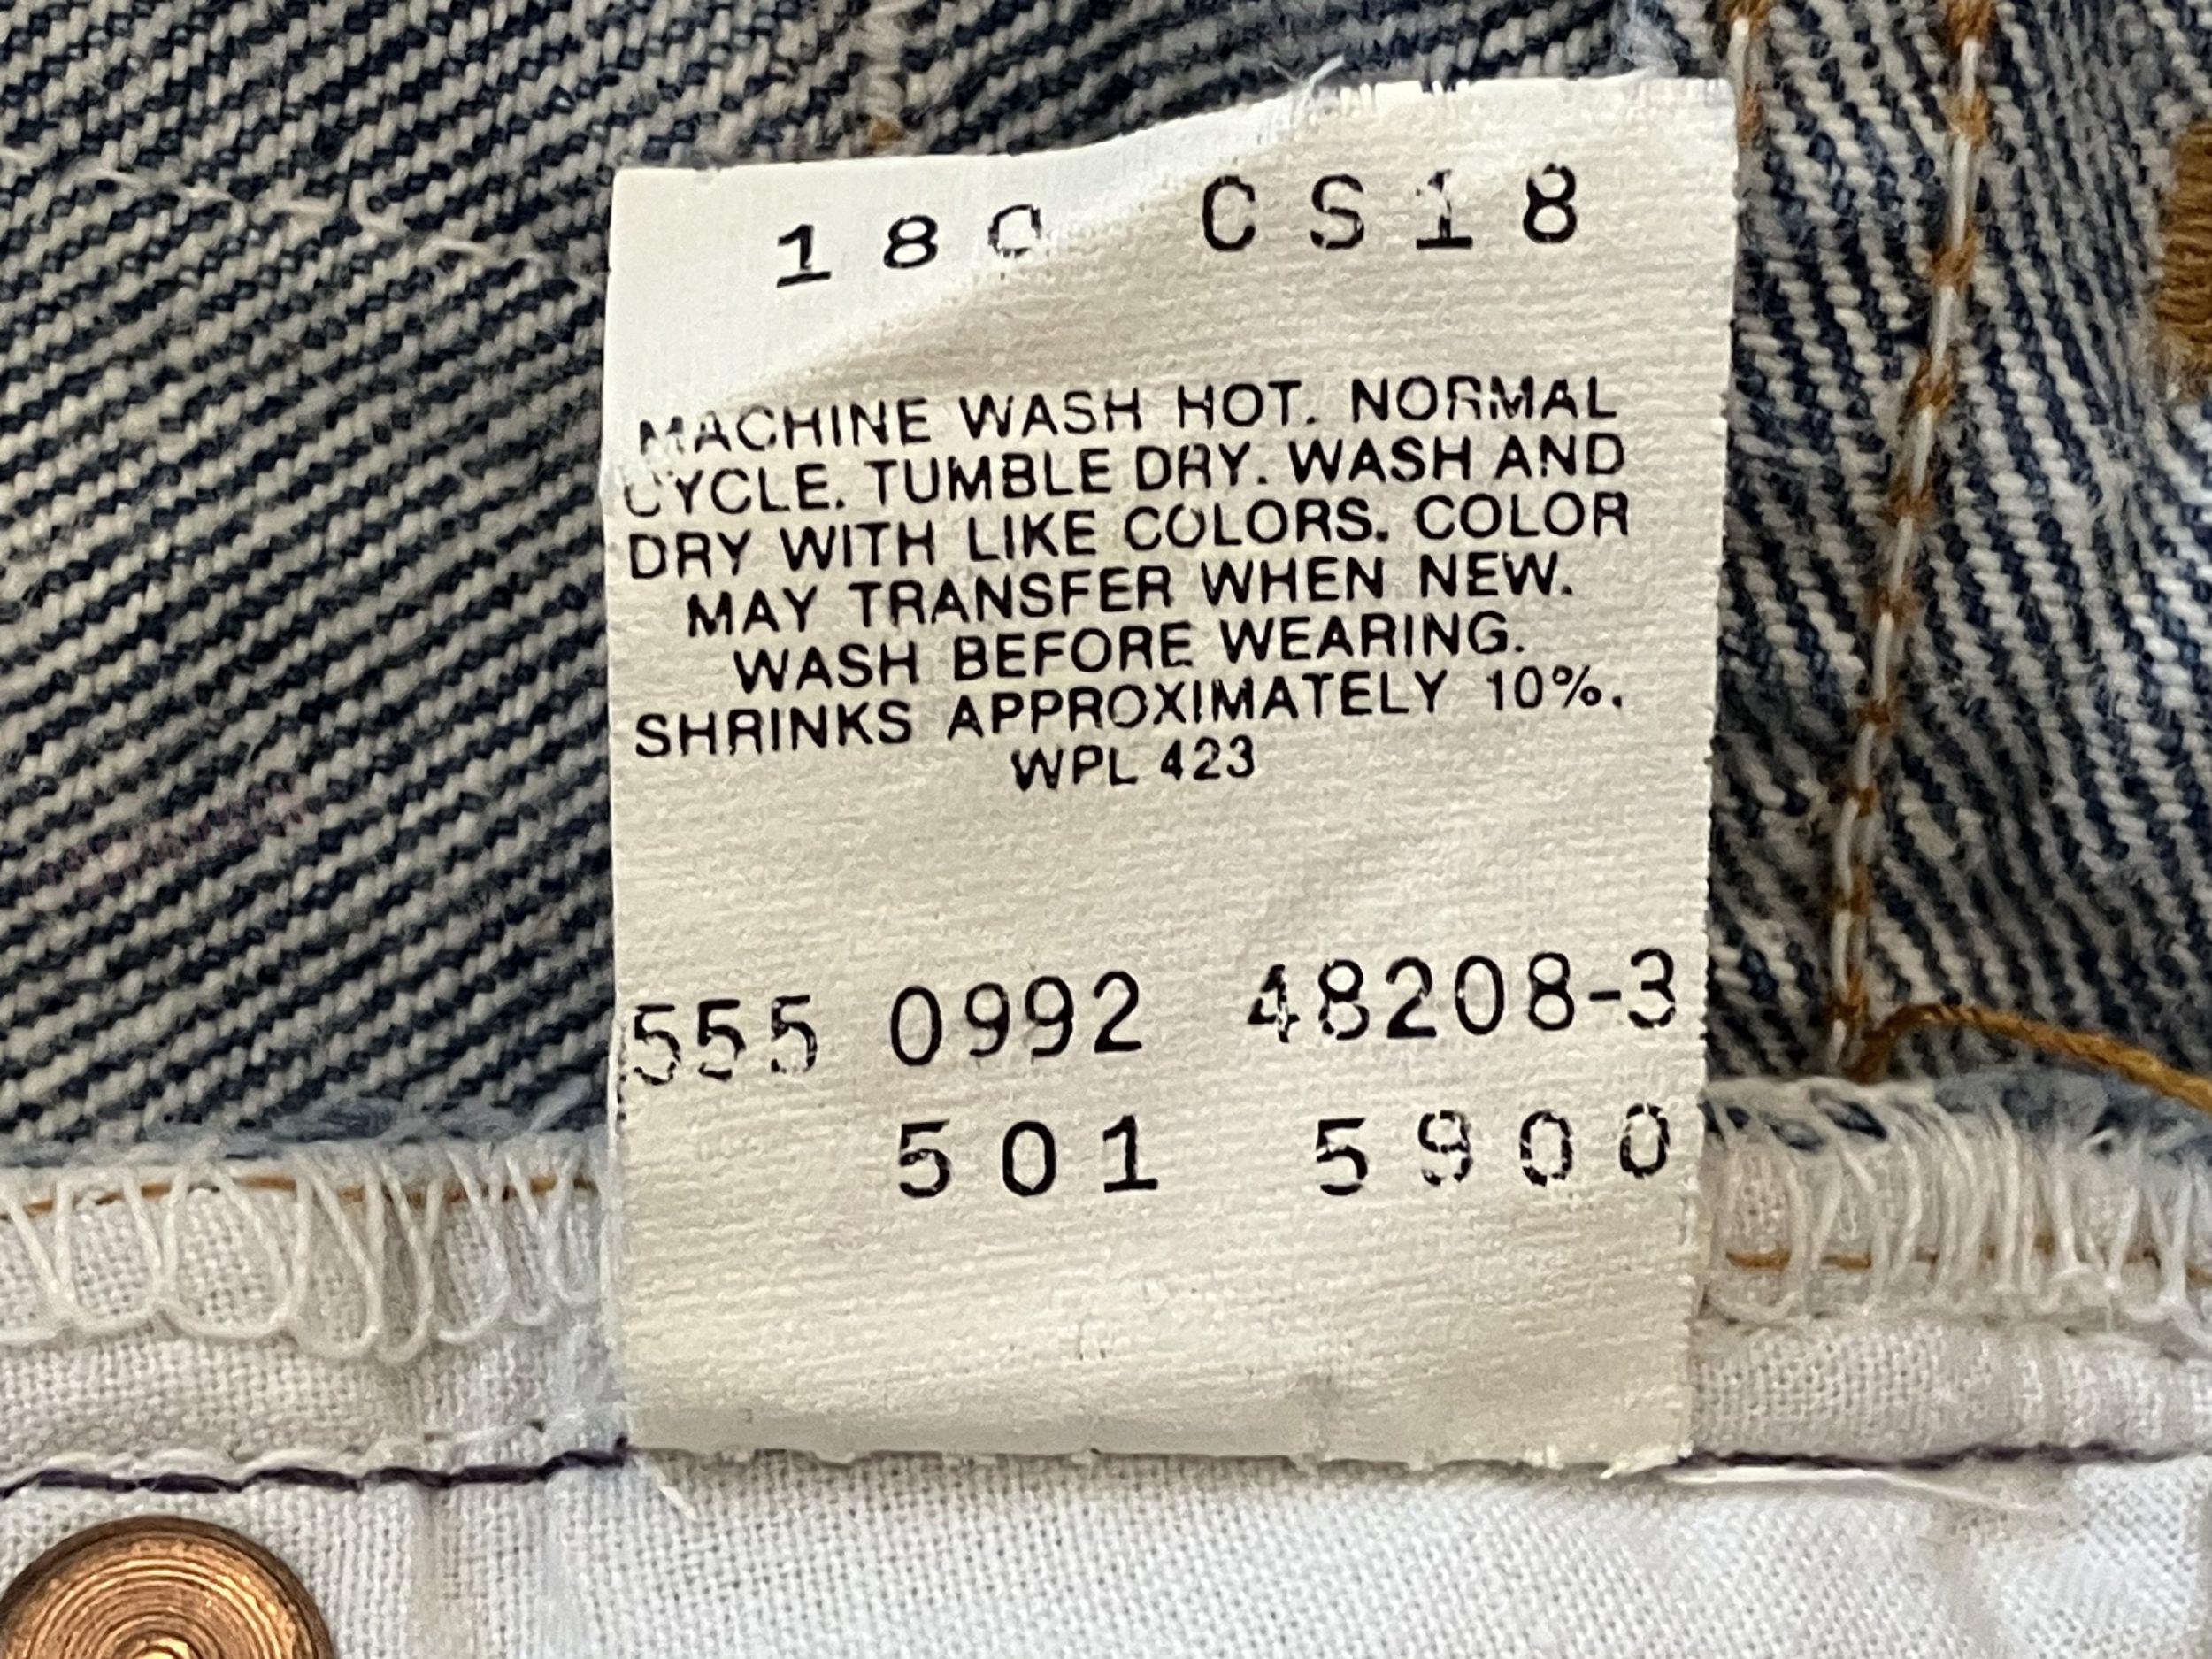 180 CS18
MACHINE WASH HOT. NORMAL
CYCLE. TUMBLE DRY. WASH AND
DRY WITH LIKE COLORS. COLOR
MAY TRANSFER WHEN NEW.
WASH BEFORE WEARING.
SHRINKS APPROXIMATELY 10%.
WPL 423
555 0992 48208-3
501 5900